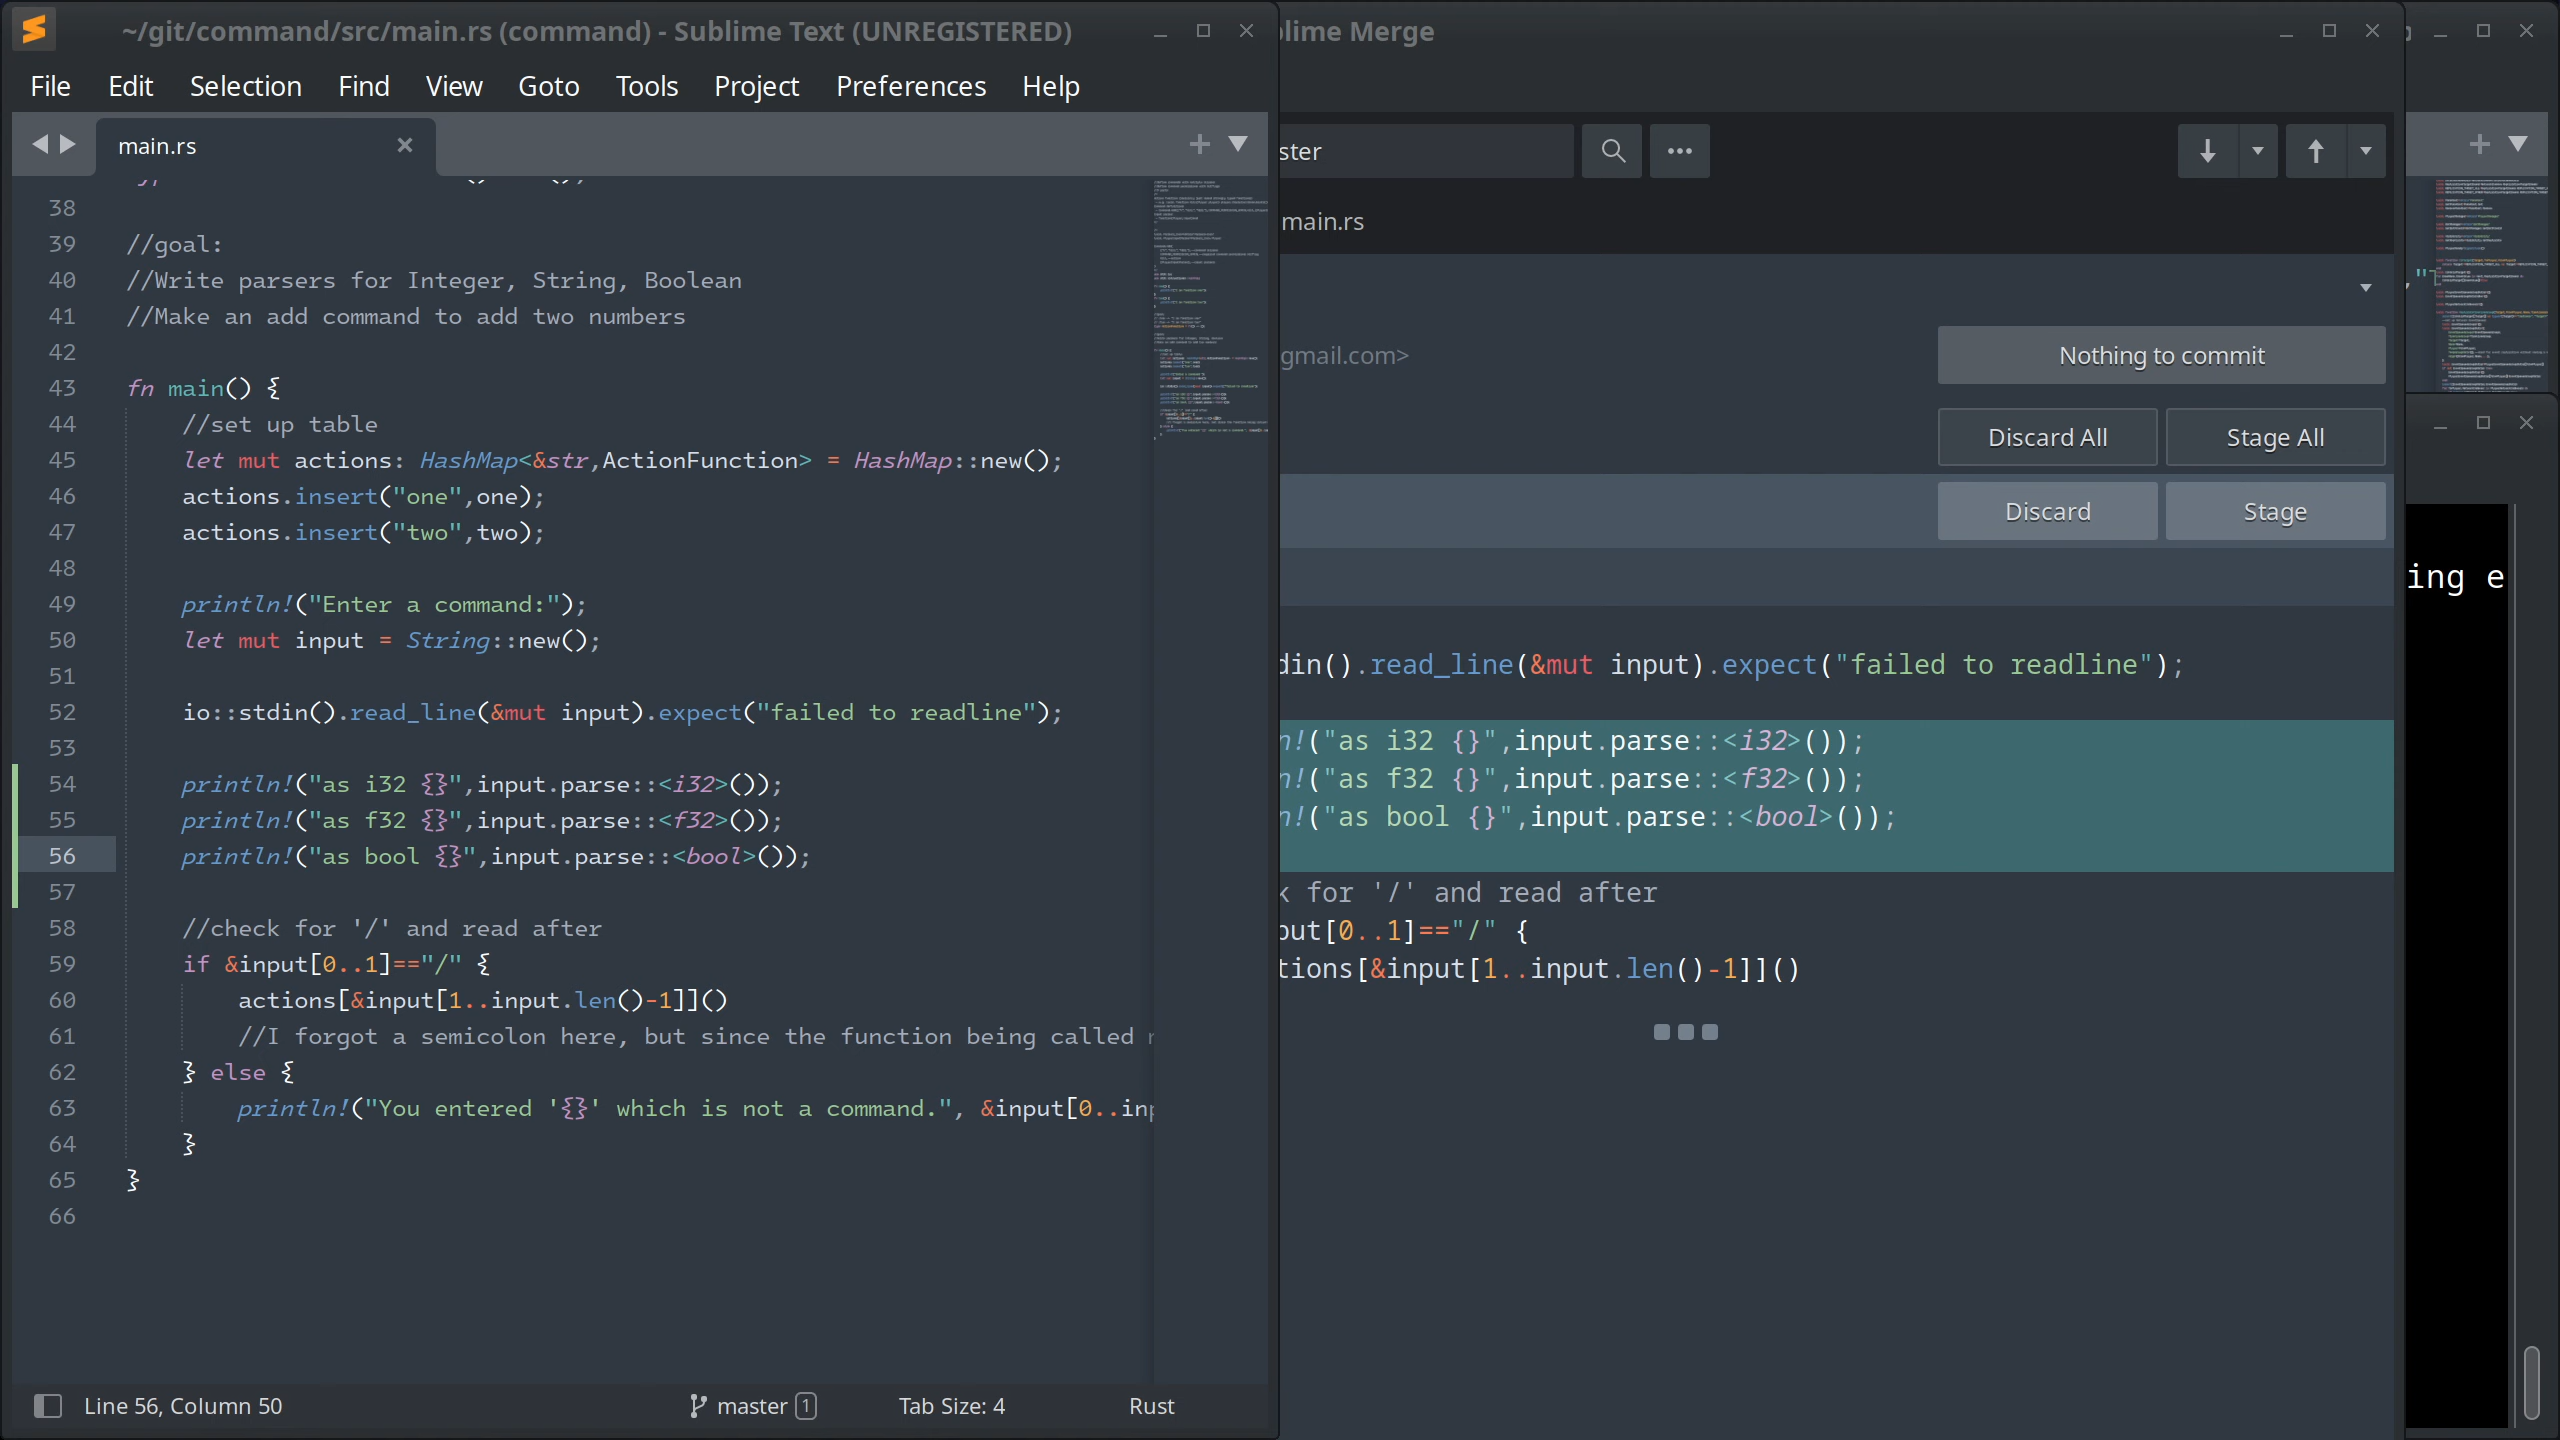 ~/git/command/src/main.rs (command) - Sublime Text (UNREGISTERED)
File Edit Selection Find View Goto Tools Project Preferences Help
main.rs
38
39 //goal:
40 //Write parsers for Integer, String, Boolean
41 //Make an add command to add two numbers
42
43 fn main() {
44 //set up table
45 let mut actions: HashMap<&str,ActionFunction> = HashMap::new();
46 actions.insert("one",one);
47 actions.insert("two",two);
48
49 println!("Enter a command:");
50 let mut input = String::new();
51
52 io::stdin().read_line(&mut input).expect("failed to readline");
53
54 println!("as i32 {}",input.parse::<i32>());
55 println!("as f32 {}",input.parse::<f32>());
56 println!("as bool {}",input.parse::<bool>());
57
58 //check for '/' and read after
59 if &input[0..1]=="/" {
60 actions[&input[1..input.len()-1]]()
61 //I forgot a semicolon here, but since the function being called
62 } else {
63 println!("You entered '{}' which is not a command.", &input[0..inp
64 }
65 }
66
Line 56, Column 50
master 1
Tab Size: 4
Rust
lime Merge
ster
main.rs
gmail.com>
Nothing to commit
Discard All
Stage All
Discard
Stage
din().read_line(&mut input).expect("failed to readline");
n!("as i32 {}",input.parse::<i32>());
n!("as f32 {}",input.parse::<f32>());
n!("as bool {}",input.parse::<bool>());
k for '/' and read after
put[0..1]=="/" {
tions[&input[1..input.len()-1]]()
,"T
ing e